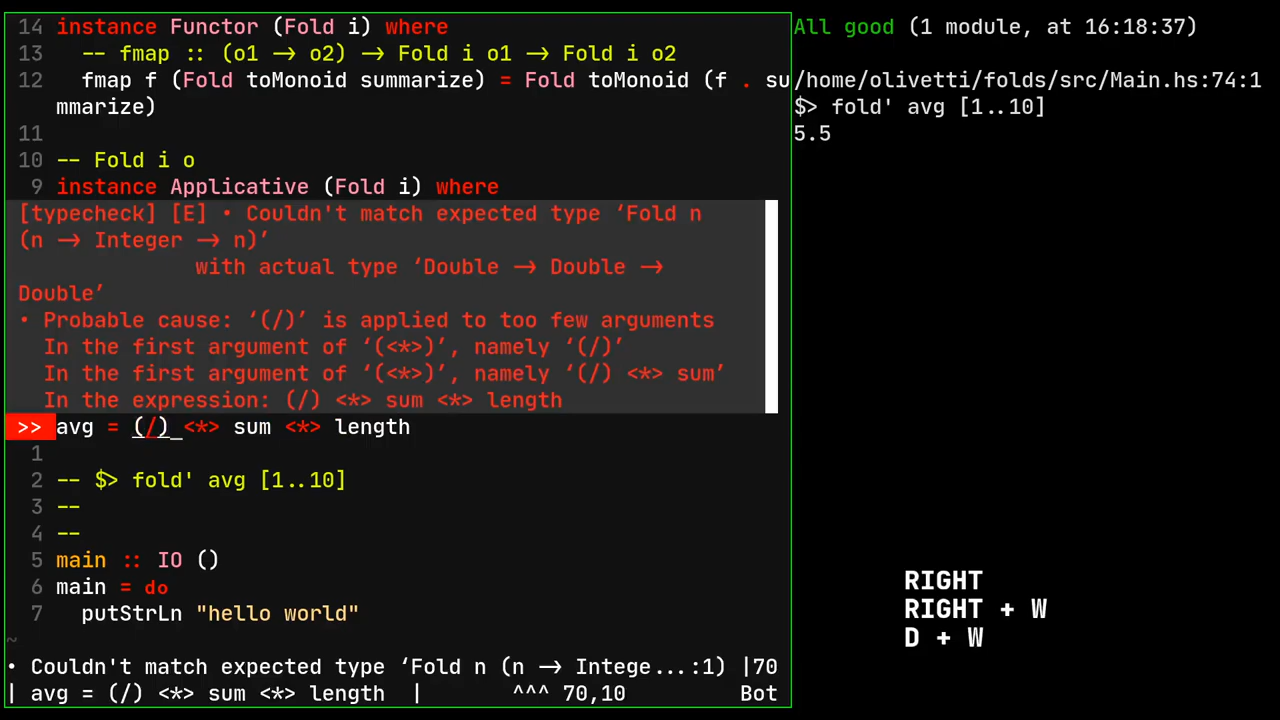 14 instance Functor (Fold i) where
13   -- fmap :: (o1 → o2) → Fold i o1 → Fold i o2
12   fmap f (Fold toMonoid summarize) = Fold toMonoid (f . su
mmarize)
11
10 -- Fold i o
9 instance Applicative (Fold i) where
[typecheck] [E] • Couldn't match expected type ‘Fold n
(n → Integer → n)’
with actual type ‘Double → Double →
Double’
• Probable cause: ‘(/)’ is applied to too few arguments
In the first argument of ‘(<*>)’, namely ‘(/)’
In the first argument of ‘(<*>)’, namely ‘(/) <*> sum’
In the expression: (/) <*> sum <*> length
>> avg = (/) <*> sum <*> length
1
2 -- $> fold' avg [1..10]
3 --
4 --
5 main :: IO ()
6 main = do
7   putStrLn "hello world"
~
• Couldn't match expected type ‘Fold n (n → Intege...:1) |70
| avg = (/) <*> sum <*> length  | ^^^ 70,10 Bot
All good (1 module, at 16:18:37)
/home/olivetti/folds/src/Main.hs:74:1
$> fold' avg [1..10]
5.5
RIGHT
RIGHT + W
D + W